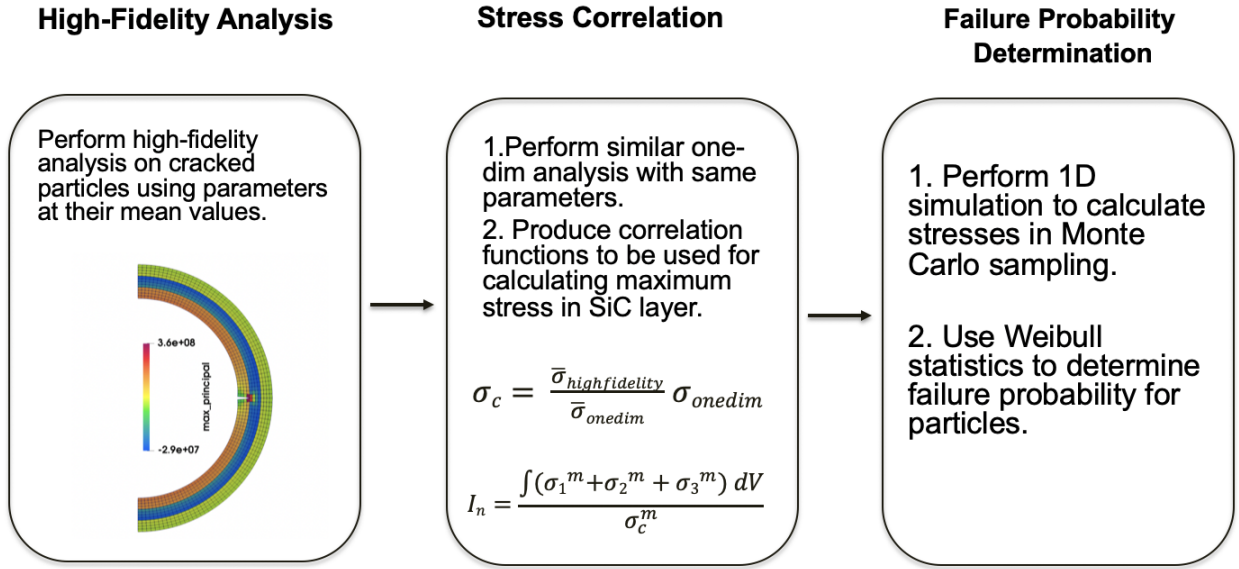 High-Fidelity Analysis
Stress Correlation
Failure Probability
Determination
Perform high-fidelity
analysis on cracked
particles using parameters
at their mean values.
3.6e+08
max_principal
-2.9e+07
1.Perform similar one-
dim analysis with same
parameters.
2. Produce correlation
functions to be used for
calculating maximum
stress in SiC layer.
σ_c = (σ̅_highfidelity / σ̅_onedim) σ_onedim
I_n = ∫(σ_1^m+σ_2^m + σ_3^m) dV / σ_c^m
1. Perform 1D
simulation to calculate
stresses in Monte
Carlo sampling.
2. Use Weibull
statistics to determine
failure probability for
particles.